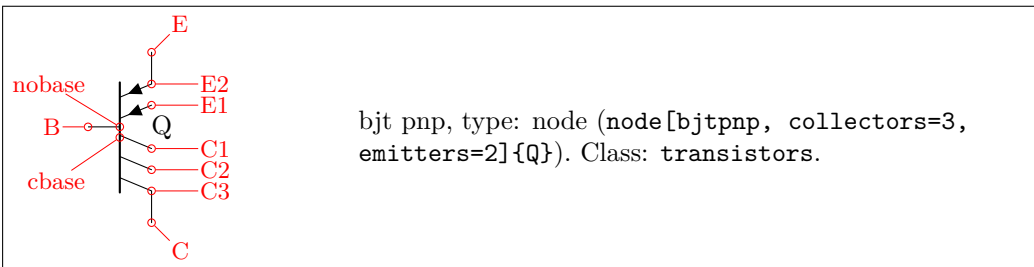 E
nobase
E2
E1
B
Q
C1
C2
cbase
C3
C
bjt pnp, type: node (node[bjtpnp, collectors=3,
emitters=2]{Q}). Class: transistors.